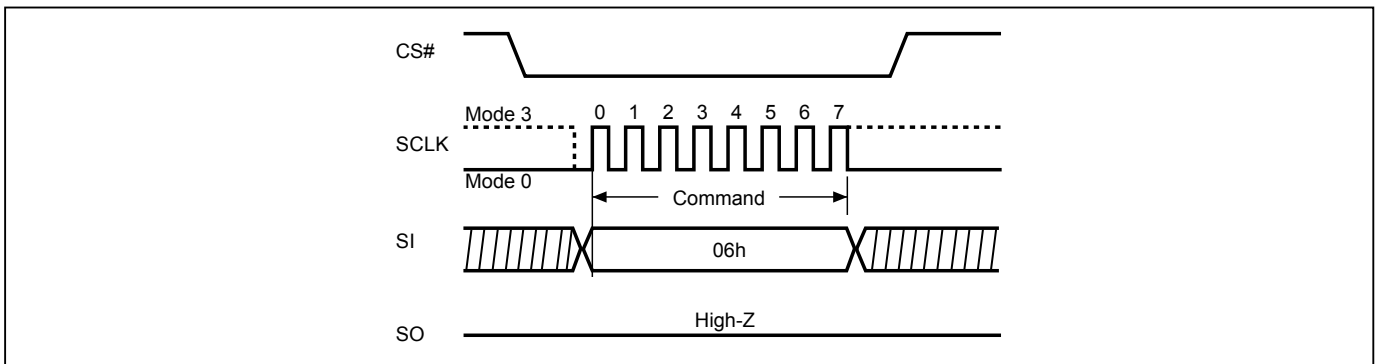 CS#
Mode 3 0 1 2 3 4 5 6 7
SCLK
Mode 0
Command
SI 06h
High-Z
SO